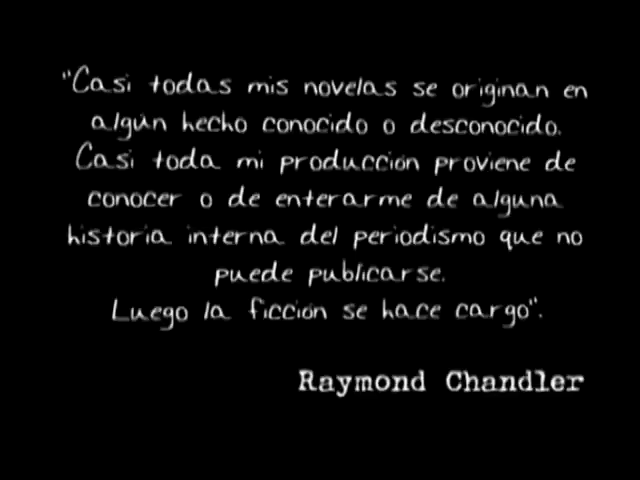 "Casi todas mis novelas se originan en
algún hecho conocido o desconocido.
Casi toda mi producción proviene de
conocer o de enterarme de alguna
historia interna del periodismo que no
puede publicarse.
Luego la ficción se hace cargo".
Raymond Chandler